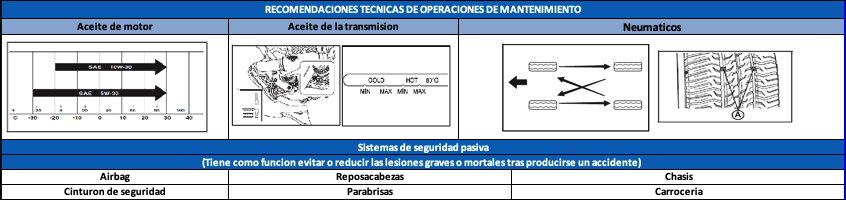 RECOMENDACIONES TECNICAS DE OPERACIONES DE MANTENIMIENTO
Aceite de motor
Aceite de la transmision
Neumaticos
SAE 10W-30
SAE 5W-30
°C -30 -20 -10 0 10 20 30 40
COLD HOT 80°C
MÍN MAX MÍN MAX
A
Sistemas de seguridad pasiva
(Tiene como funcion evitar o reducir las lesiones graves o mortales tras producirse un accidente)
Airbag
Reposacabezas
Chasis
Cinturon de seguridad
Parabrisas
Carroceria